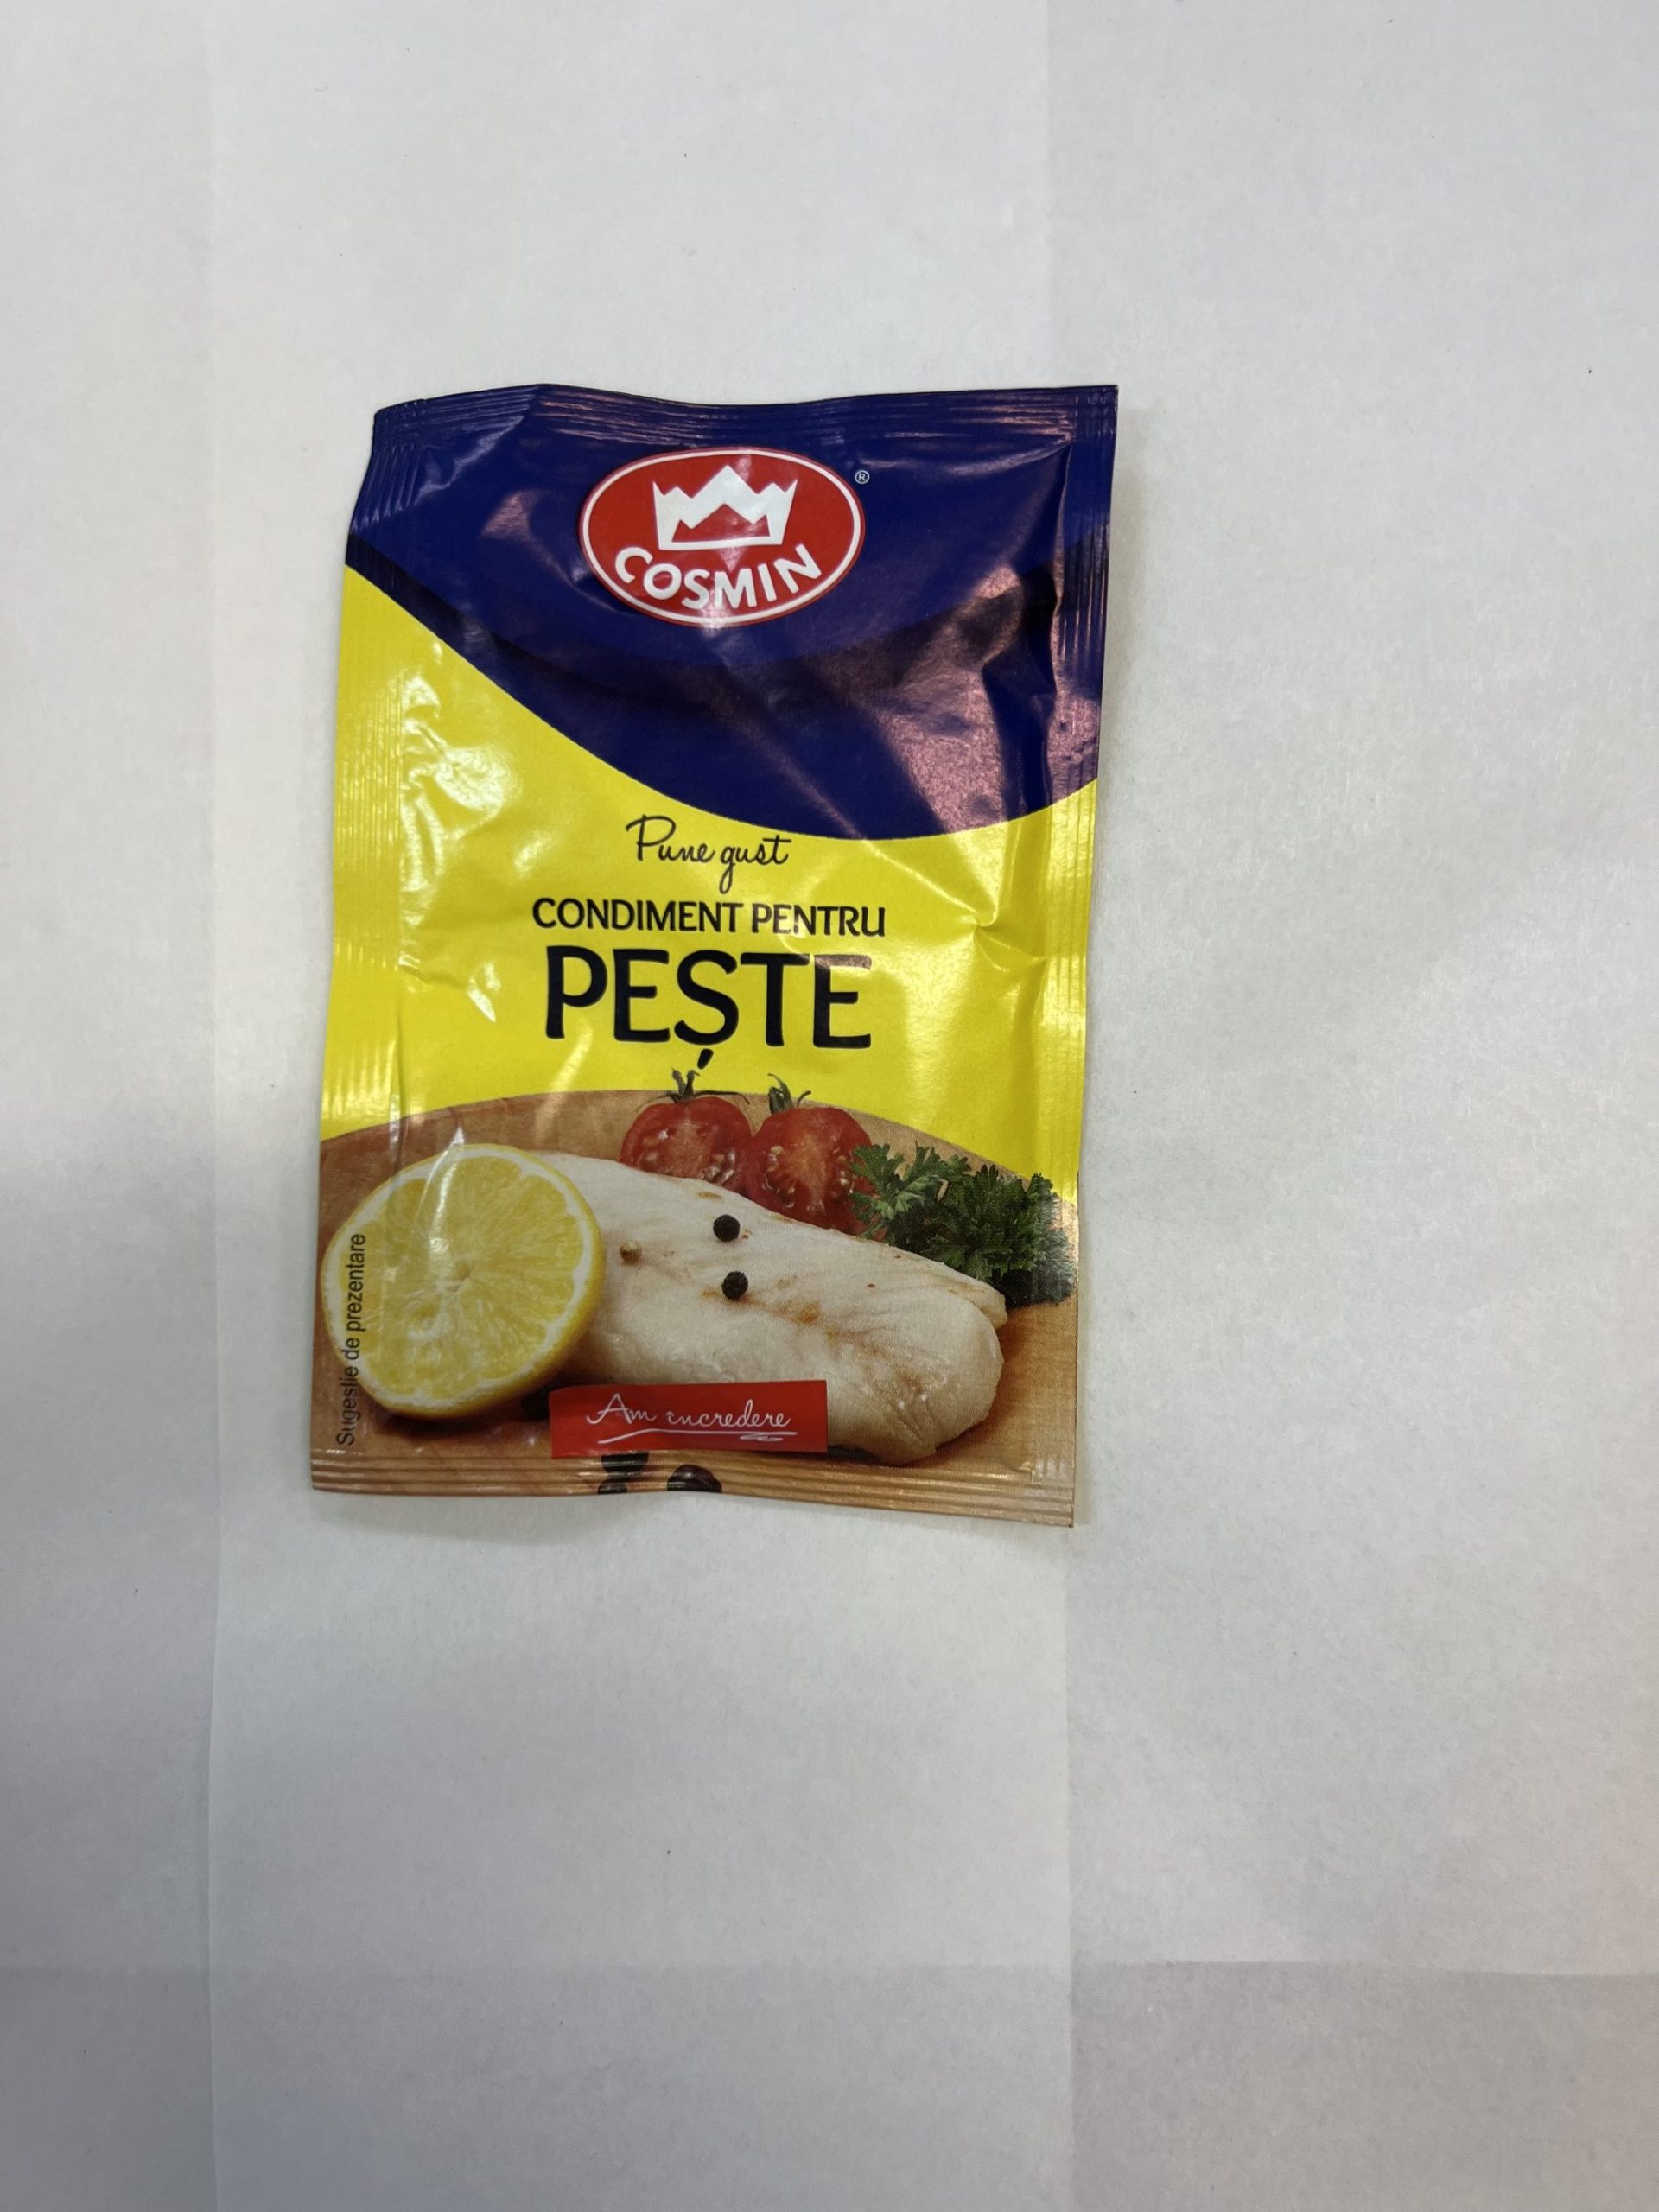 COSMIN
®
Pune gust
CONDIMENT PENTRU
PEȘTE
Sugestie de prezentare
Am încredere